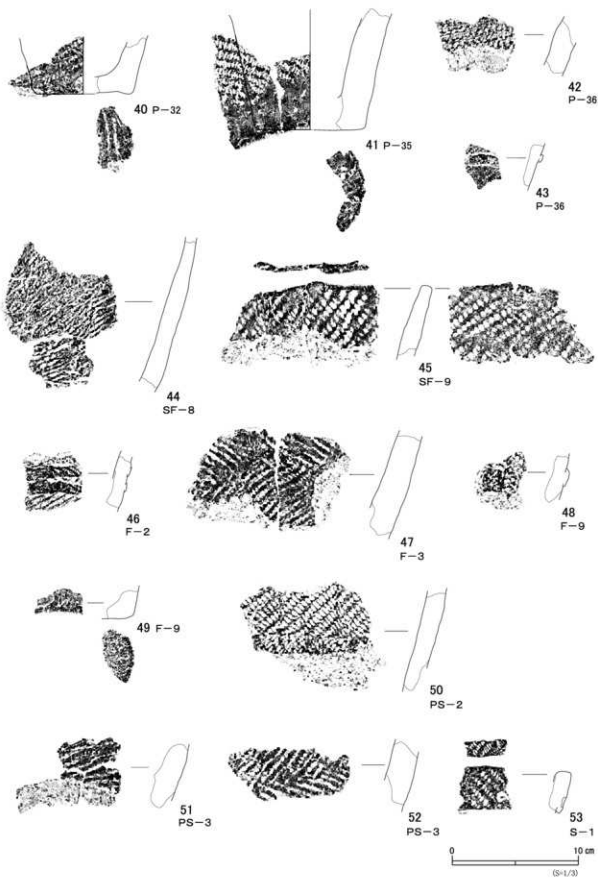 40 P-32
41 P-35
42
P-36
43
P-36
44
SF-8
45
SF-9
46
F-2
47
F-3
48
F-9
49 F-9
50
PS-2
51
PS-3
52
PS-3
53
S-1
0 10 cm
(S=1/3)